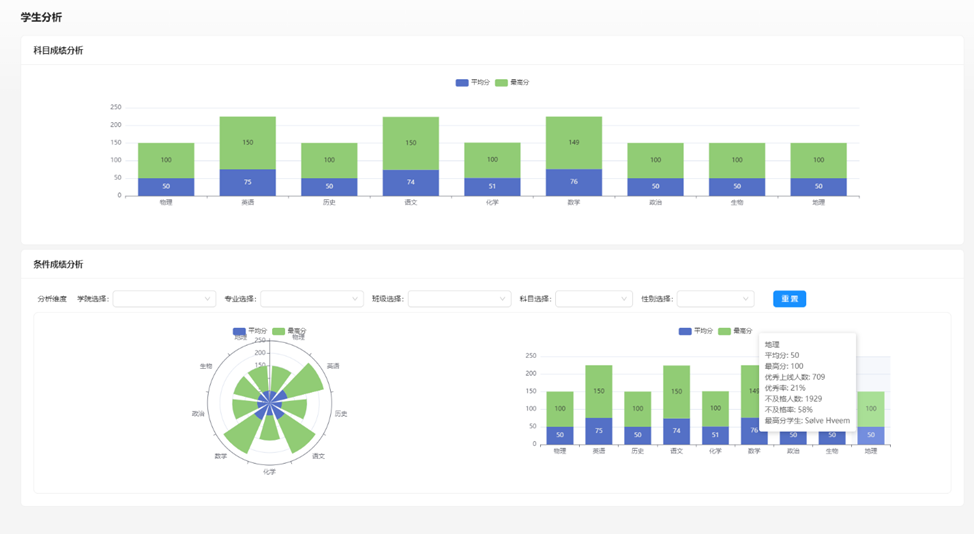 学生分析
科目成绩分析
平均分 最高分
250
200
150
100
50
0
100 150 100 150 100 149 100 100 100
50 75 50 74 51 76 50 50 50
物理 英语 历史 语文 化学 数学 政治 生物 地理
条件成绩分析
分析维度 学院选择: 专业选择: 班级选择: 科目选择: 性别选择: 重置
平均分 最高分
地理 物理
250
200
150
生物 英语
政治 历史
数学 语文
化学
平均分 最高分
250
200
150
100
50
0
100 150 100 150 100 149 100
50 75 50 74 51 76 50 50 50
物理 英语 历史 语文 化学 数学 政治 生物 地理
地理
平均分: 50
最高分: 100
优秀上线人数: 709
优秀率: 21%
不及格人数: 1929
不及格率: 58%
最高分学生: Sølve Hveem